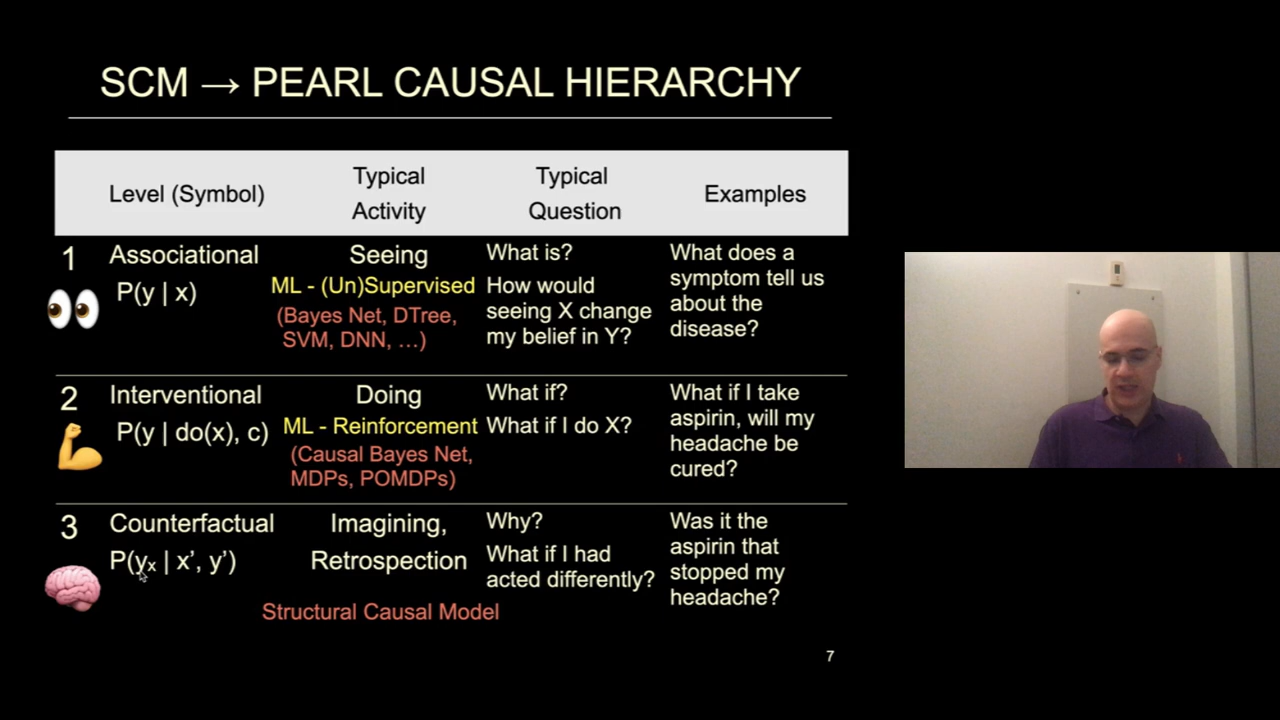 SCM → PEARL CAUSAL HIERARCHY
Level (Symbol)
Typical
Activity
Typical
Question
Examples
1
Associational
P(y | x)
Seeing
ML - (Un)Supervised
(Bayes Net, DTree,
SVM, DNN, …)
What is?
How would
seeing X change
my belief in Y?
What does a
symptom tell us
about the
disease?
2
Interventional
P(y | do(x), c)
Doing
ML - Reinforcement
(Causal Bayes Net,
MDPs, POMDPs)
What if?
What if I do X?
What if I take
aspirin, will my
headache be
cured?
3
Counterfactual
P(yₓ | x’, y’)
Imagining,
Retrospection
Structural Causal Model
Why?
What if I had
acted differently?
Was it the
aspirin that
stopped my
headache?
7